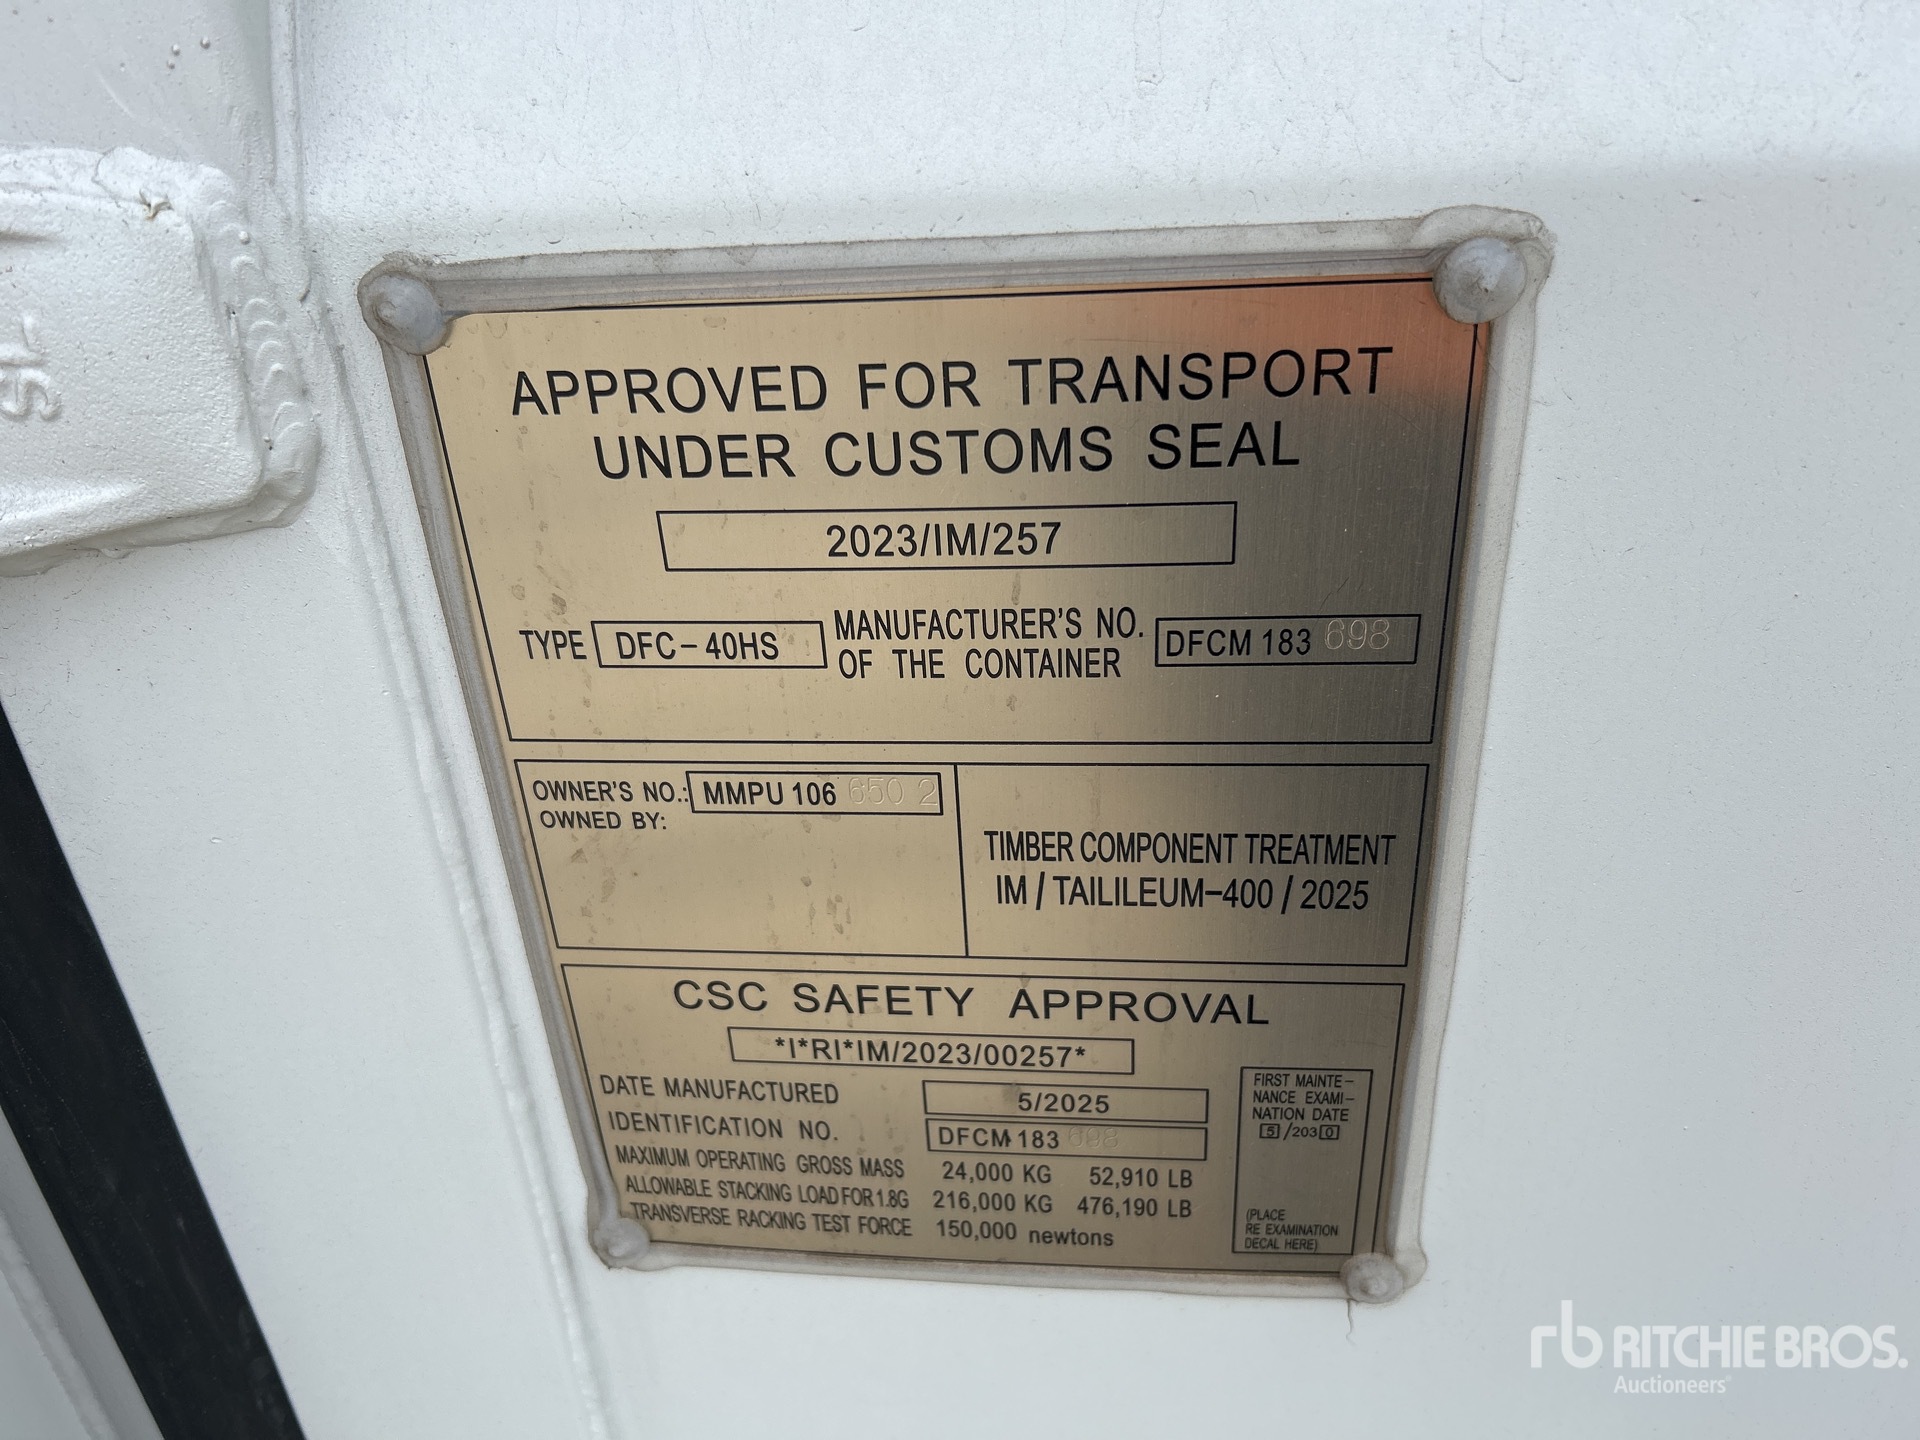 APPROVED FOR TRANSPORT
UNDER CUSTOMS SEAL
2023/IM/257
TYPE DFC-40HS MANUFACTURER'S NO. OF THE CONTAINER DFCM 183 698
OWNER'S NO.: MMPU 106 650 2
OWNED BY:
TIMBER COMPONENT TREATMENT
IM / TAILILEUM-400 / 2025
CSC SAFETY APPROVAL
*I*RI*IM/2023/00257*
DATE MANUFACTURED 5/2025
IDENTIFICATION NO. DFCM 183 698
MAXIMUM OPERATING GROSS MASS 24,000 KG 52,910 LB
ALLOWABLE STACKING LOAD FOR 1.8G 216,000 KG 476,190 LB
TRANSVERSE RACKING TEST FORCE 150,000 newtons
FIRST MAINTE-
NANCE EXAMI-
NATION DATE
5/2030
(PLACE
RE EXAMINATION
DECAL HERE)
rb RITCHIE BROS.
Auctioneers